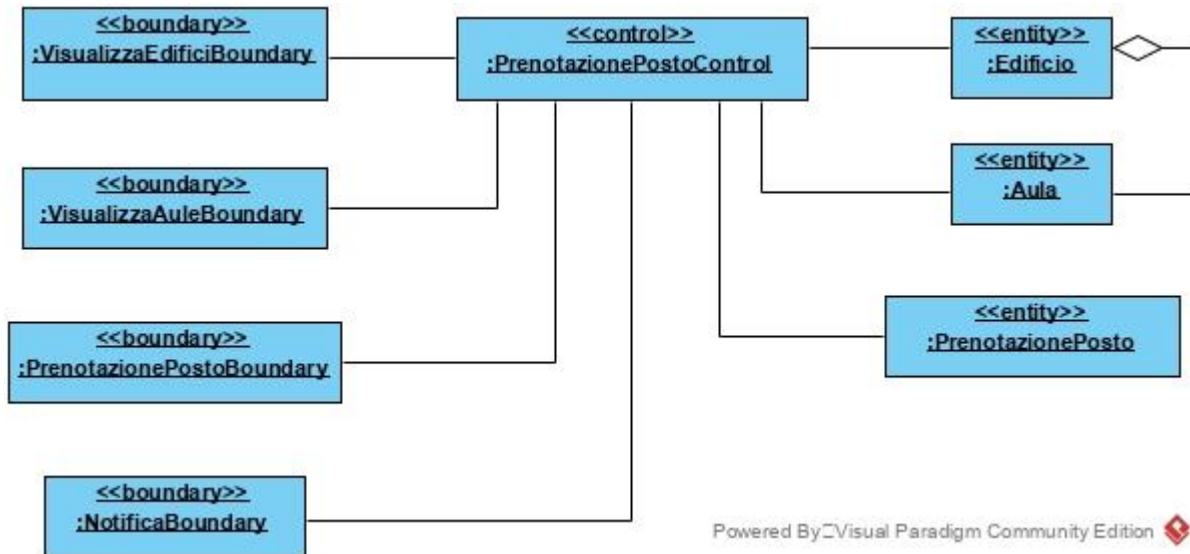 <<boundary>>
:VisualizzaEdificiBoundary
<<control>>
:PrenotazionePostoControl
<<entity>>
:Edificio
<<boundary>>
:VisualizzaAuleBoundary
<<entity>>
:Aula
<<boundary>>
:PrenotazionePostoBoundary
<<entity>>
:PrenotazionePosto
<<boundary>>
:NotificaBoundary
Powered By Visual Paradigm Community Edition